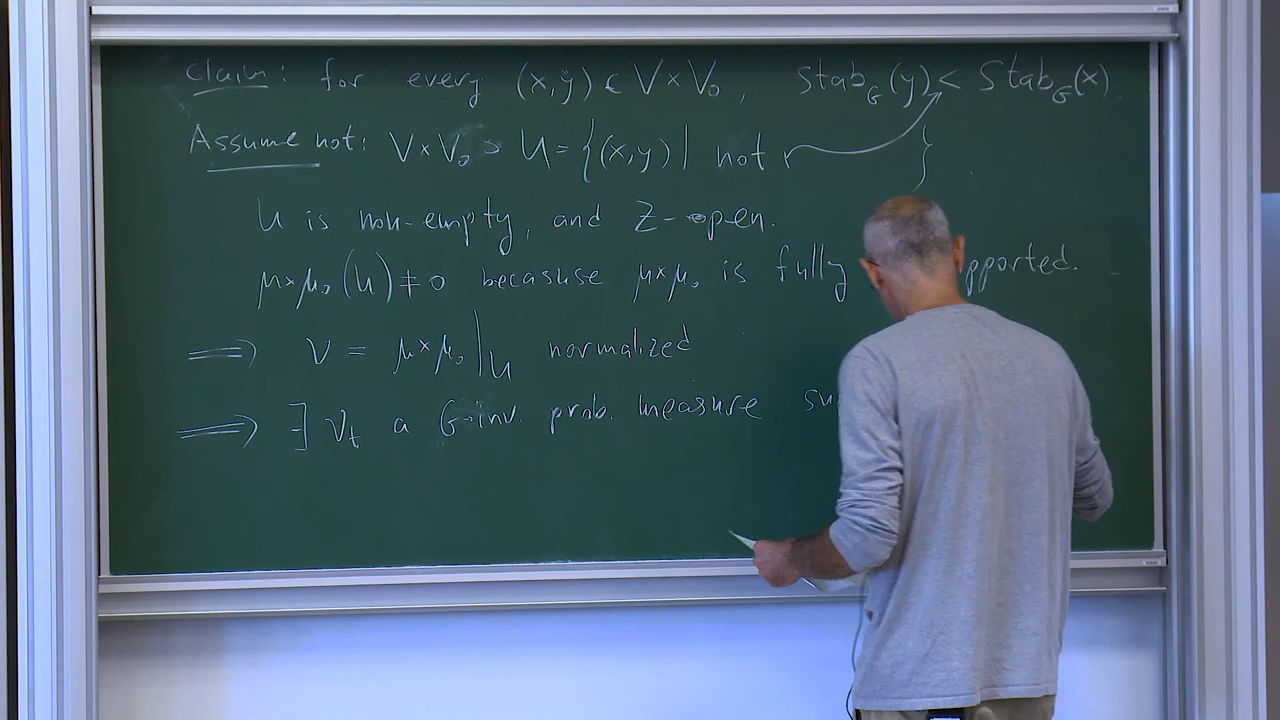 Claim: for every (x,y) ∈ V×V₀, Stab_G(y) < Stab_G(x)
Assume not: V×V₀ ⊃ U = {(x,y) | not }
U is non-empty, and Z-open.
μ×μ₀(U) ≠ 0 becasuse μ×μ₀ is fully pported.
⟹ ν = μ×μ₀|_U normalized
⟹ ∃ ν_t a G-inv. prob. measure su